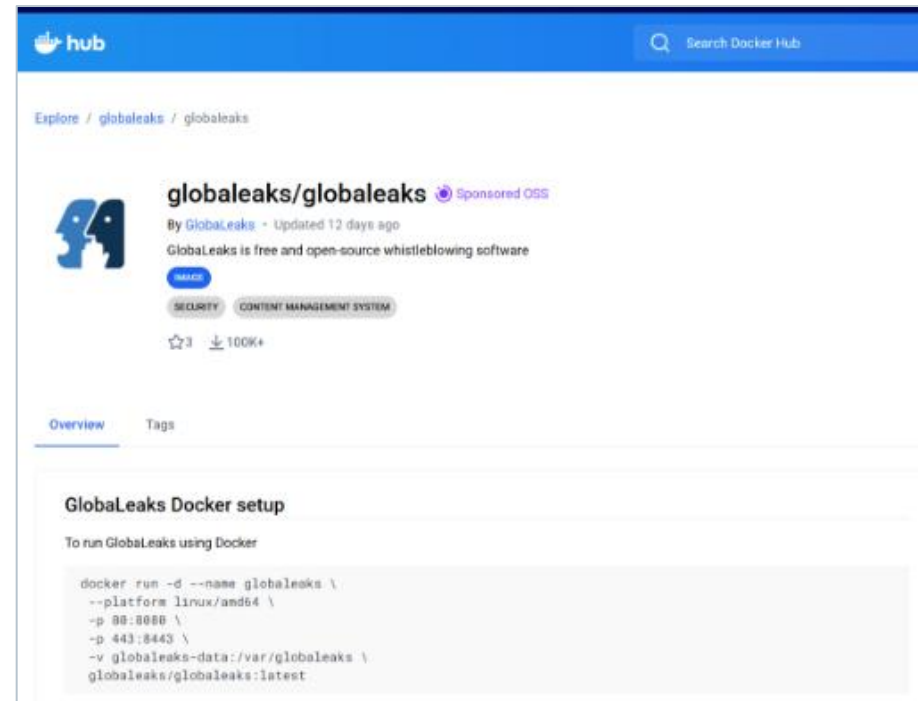 hub
Search Docker Hub
Explore / globaleaks / globaleaks
globaleaks/globaleaks Sponsored OSS
By GlobaLeaks • Updated 12 days ago
GlobaLeaks is free and open-source whistleblowing software
IMAGE
SECURITY CONTENT MANAGEMENT SYSTEM
3 100K+
Overview Tags
GlobaLeaks Docker setup
To run GlobaLeaks using Docker
docker run -d --name globaleaks \
--platform linux/amd64 \
-p 80:8080 \
-p 443:8443 \
-v globaleaks-data:/var/globaleaks \
globaleaks/globaleaks:latest